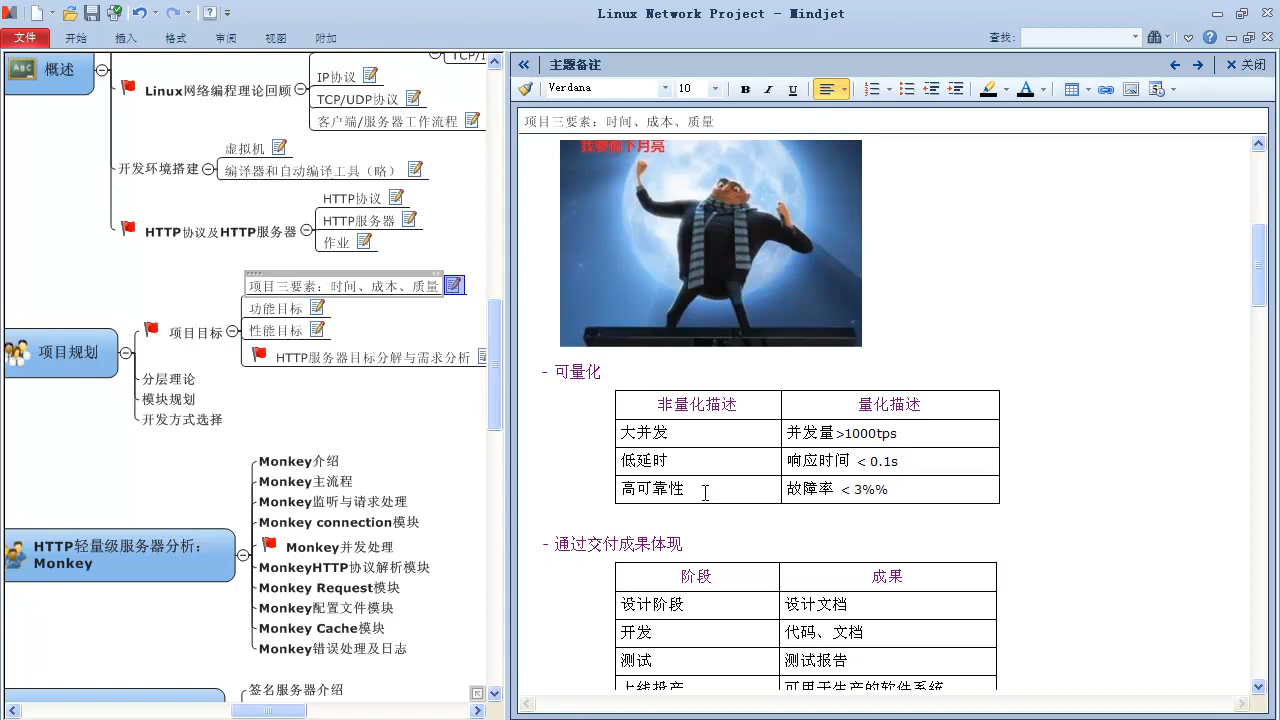 Linux Network Project - Mindjet
文件 开始 插入 格式 审阅 视图 附加 查找:
概述
Linux网络编程理论回顾
IP协议
TCP/UDP协议
客户端/服务器工作流程
开发环境搭建
虚拟机
编译器和自动编译工具（略）
HTTP协议及HTTP服务器
HTTP协议
HTTP服务器
作业
项目规划
项目目标
项目三要素：时间、成本、质量
功能目标
性能目标
HTTP服务器目标分解与需求分析
分层理论
模块规划
开发方式选择
HTTP轻量级服务器分析：
Monkey
Monkey介绍
Monkey主流程
Monkey监听与请求处理
Monkey connection模块
Monkey并发处理
MonkeyHTTP协议解析模块
Monkey Request模块
Monkey配置文件模块
Monkey Cache模块
Monkey错误处理及日志
签名服务器介绍
主题备注
关闭
Verdana 10 B I U
项目三要素：时间、成本、质量
我要偷下月亮
- 可量化
非量化描述 量化描述
大并发 并发量>1000tps
低延时 响应时间 < 0.1s
高可靠性 故障率 < 3%%
- 通过交付成果体现
阶段 成果
设计阶段 设计文档
开发 代码、文档
测试 测试报告
上线投产 可用于生产的软件系统